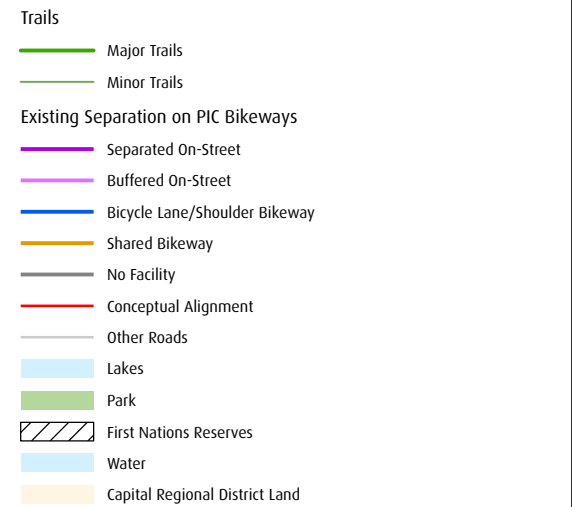 Trails
Major Trails
Minor Trails
Existing Separation on PIC Bikeways
Separated On-Street
Buffered On-Street
Bicycle Lane/Shoulder Bikeway
Shared Bikeway
No Facility
Conceptual Alignment
Other Roads
Lakes
Park
First Nations Reserves
Water
Capital Regional District Land